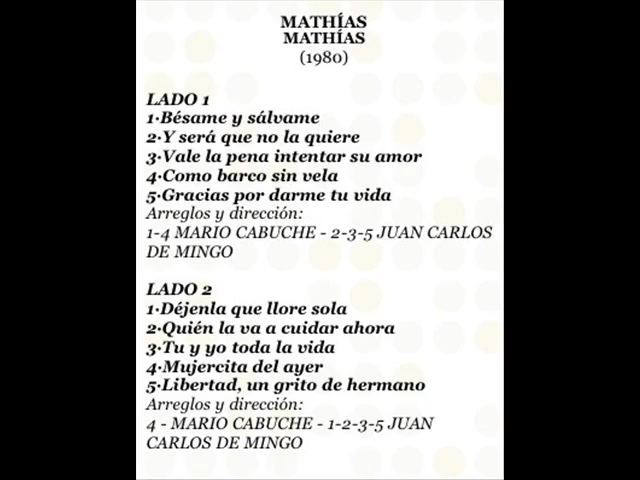 MATHÍAS
MATHÍAS
(1980)
LADO 1
1·Bésame y sálvame
2·Y será que no la quiere
3·Vale la pena intentar su amor
4·Como barco sin vela
5·Gracias por darme tu vida
Arreglos y dirección:
1-4 MARIO CABUCHE - 2-3-5 JUAN CARLOS
DE MINGO
LADO 2
1·Déjenla que llore sola
2·Quién la va a cuidar ahora
3·Tu y yo toda la vida
4·Mujercita del ayer
5·Libertad, un grito de hermano
Arreglos y dirección:
4 - MARIO CABUCHE - 1-2-3-5 JUAN
CARLOS DE MINGO